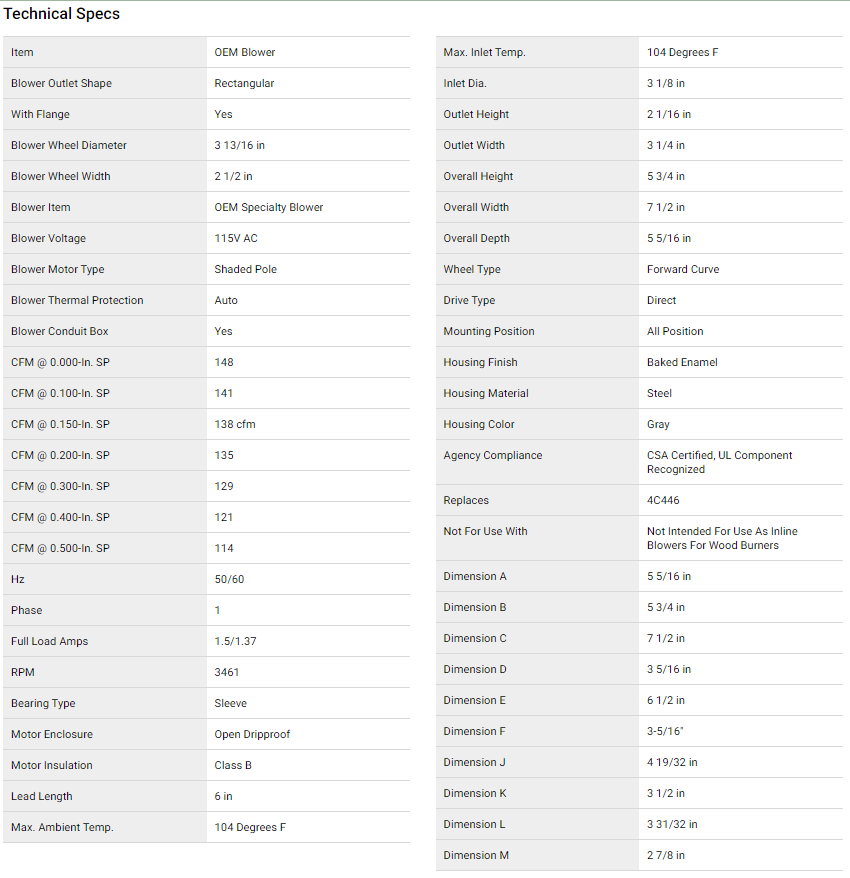 Technical Specs
Item OEM Blower
Blower Outlet Shape Rectangular
With Flange Yes
Blower Wheel Diameter 3 13/16 in
Blower Wheel Width 2 1/2 in
Blower Item OEM Specialty Blower
Blower Voltage 115V AC
Blower Motor Type Shaded Pole
Blower Thermal Protection Auto
Blower Conduit Box Yes
CFM @ 0.000-In. SP 148
CFM @ 0.100-In. SP 141
CFM @ 0.150-In. SP 138 cfm
CFM @ 0.200-In. SP 135
CFM @ 0.300-In. SP 129
CFM @ 0.400-In. SP 121
CFM @ 0.500-In. SP 114
Hz 50/60
Phase 1
Full Load Amps 1.5/1.37
RPM 3461
Bearing Type Sleeve
Motor Enclosure Open Dripproof
Motor Insulation Class B
Lead Length 6 in
Max. Ambient Temp. 104 Degrees F
Max. Inlet Temp. 104 Degrees F
Inlet Dia. 3 1/8 in
Outlet Height 2 1/16 in
Outlet Width 3 1/4 in
Overall Height 5 3/4 in
Overall Width 7 1/2 in
Overall Depth 5 5/16 in
Wheel Type Forward Curve
Drive Type Direct
Mounting Position All Position
Housing Finish Baked Enamel
Housing Material Steel
Housing Color Gray
Agency Compliance CSA Certified, UL Component
Recognized
Replaces 4C446
Not For Use With Not Intended For Use As Inline
Blowers For Wood Burners
Dimension A 5 5/16 in
Dimension B 5 3/4 in
Dimension C 7 1/2 in
Dimension D 3 5/16 in
Dimension E 6 1/2 in
Dimension F 3-5/16"
Dimension J 4 19/32 in
Dimension K 3 1/2 in
Dimension L 3 31/32 in
Dimension M 2 7/8 in